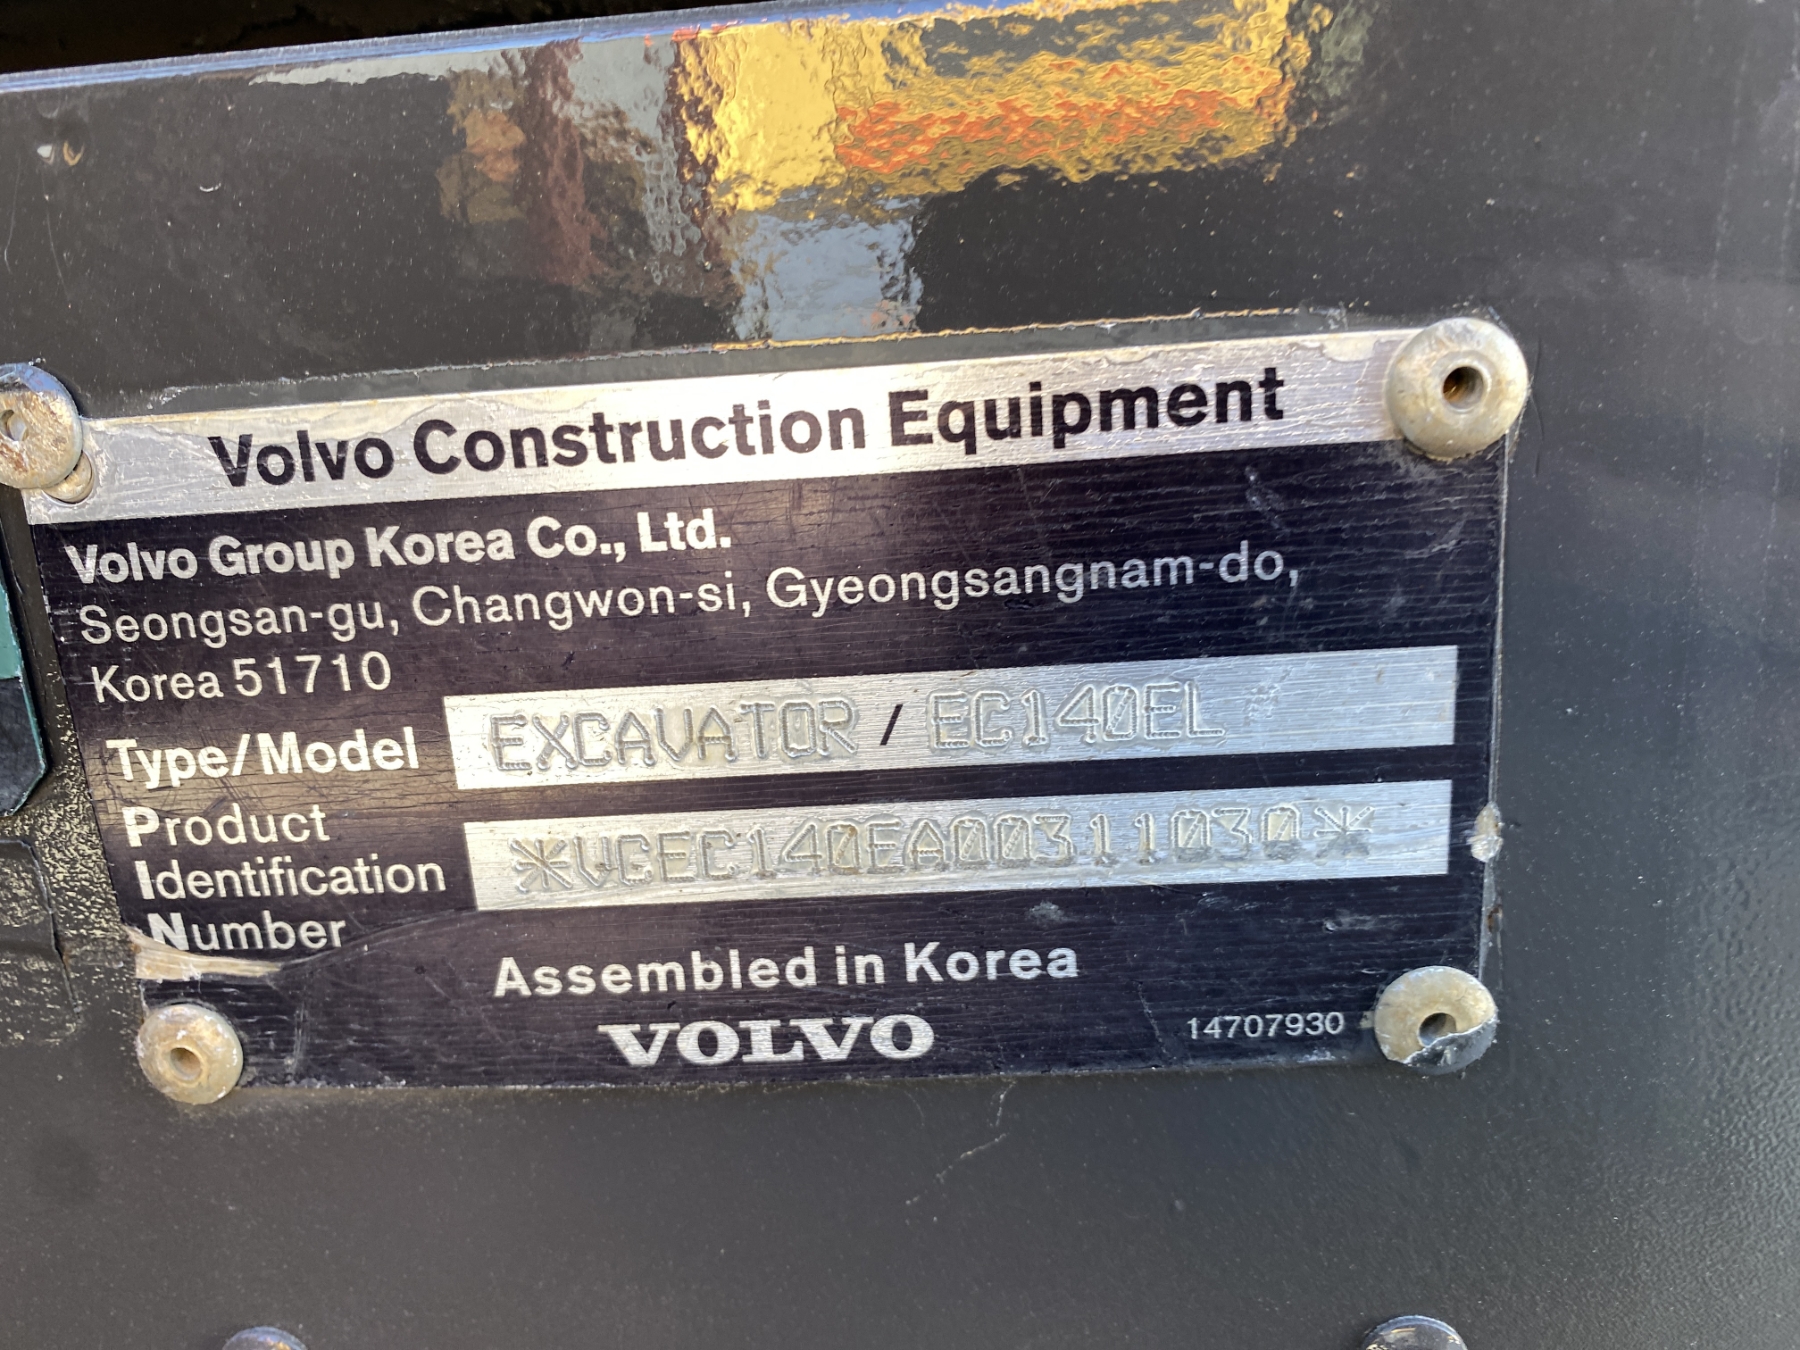 Volvo Construction Equipment
Volvo Group Korea Co., Ltd.
Seongsan-gu, Changwon-si, Gyeongsangnam-do,
Korea 51710
Type/Model EXCAVATOR / EC140EL
Product
Identification
Number
*VCEC140EA00311030*
Assembled in Korea
VOLVO
14707930